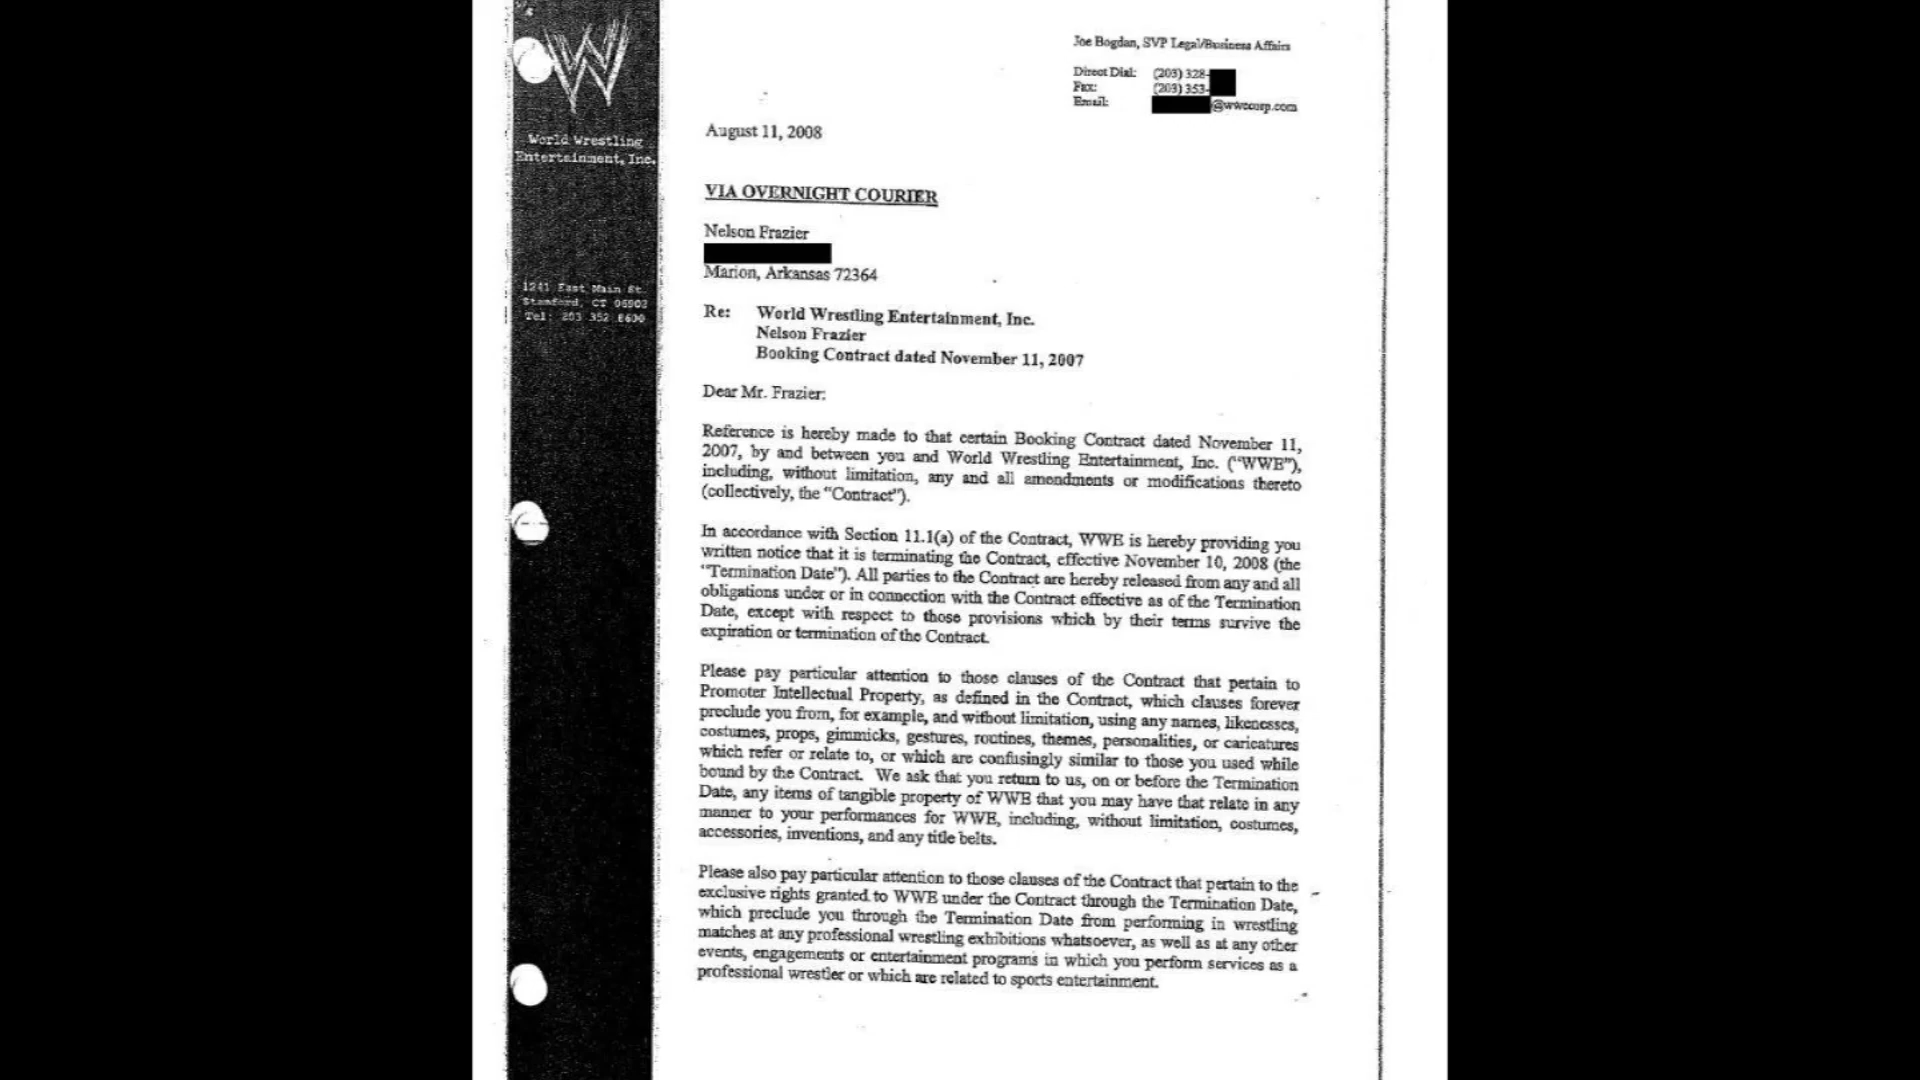 W
World Wrestling
Entertainment, Inc.
1241 East Main St.
Stamford, CT 06902
Tel: 203 352 8600
Joe Bogdan, SVP Legal/Business Affairs
Direct Dial: (203) 328-
Fax: (203) 353-
Email: @wwecorp.com
August 11, 2008
VIA OVERNIGHT COURIER
Nelson Frazier
Marion, Arkansas 72364
Re: World Wrestling Entertainment, Inc.
Nelson Frazier
Booking Contract dated November 11, 2007
Dear Mr. Frazier:
Reference is hereby made to that certain Booking Contract dated November 11,
2007, by and between you and World Wrestling Entertainment, Inc. ("WWE"),
including, without limitation, any and all amendments or modifications thereto
(collectively, the "Contract").
In accordance with Section 11.1(a) of the Contract, WWE is hereby providing you
written notice that it is terminating the Contract, effective November 10, 2008 (the
"Termination Date"). All parties to the Contract are hereby released from any and all
obligations under or in connection with the Contract effective as of the Termination
Date, except with respect to those provisions which by their terms survive the
expiration or termination of the Contract.
Please pay particular attention to those clauses of the Contract that pertain to
Promoter Intellectual Property, as defined in the Contract, which clauses forever
preclude you from, for example, and without limitation, using any names, likenesses,
costumes, props, gimmicks, gestures, routines, themes, personalities, or caricatures
which refer or relate to, or which are confusingly similar to those you used while
bound by the Contract. We ask that you return to us, on or before the Termination
Date, any items of tangible property of WWE that you may have that relate in any
manner to your performances for WWE, including, without limitation, costumes,
accessories, inventions, and any title belts.
Please also pay particular attention to those clauses of the Contract that pertain to the
exclusive rights granted to WWE under the Contract through the Termination Date,
which preclude you through the Termination Date from performing in wrestling
matches at any professional wrestling exhibitions whatsoever, as well as at any other
events, engagements or entertainment programs in which you perform services as a
professional wrestler or which are related to sports entertainment.